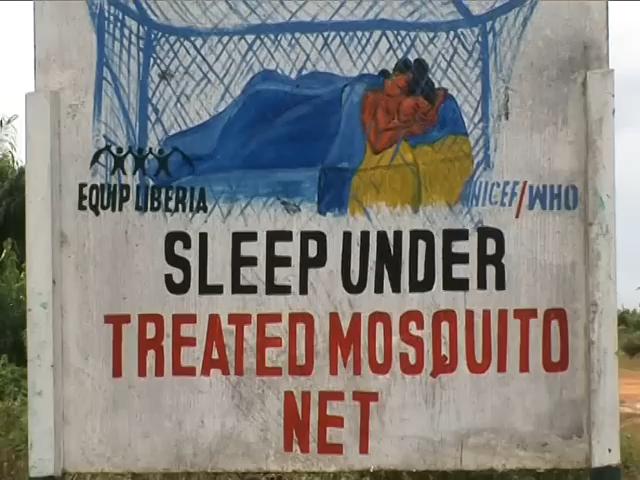 EQUIP LIBERIA
UNICEF/WHO
SLEEP UNDER
TREATED MOSQUITO
NET